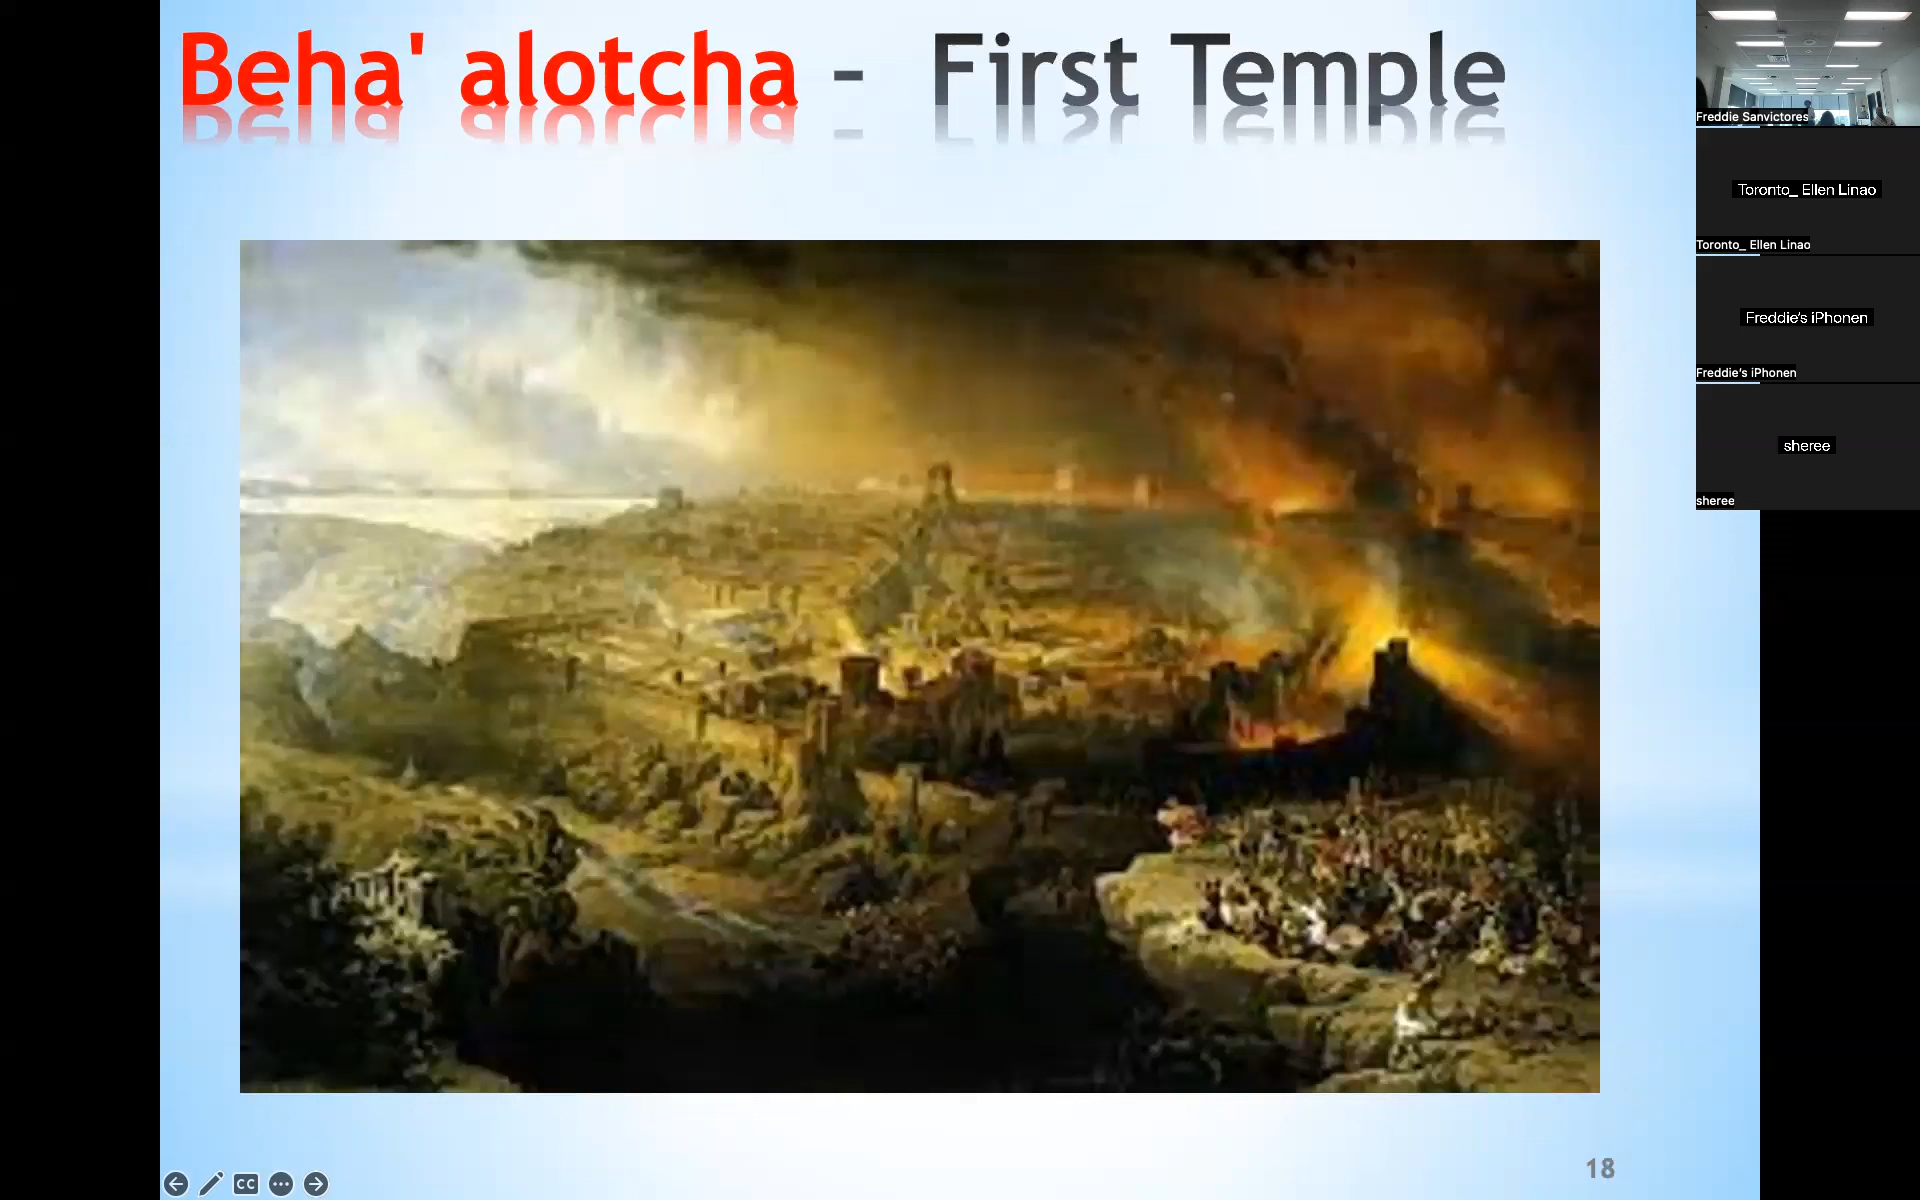 Beha' alotcha - First Temple
Freddie Sanvictores
Toronto_ Ellen Linao
Toronto_ Ellen Linao
Freddie's iPhonen
Freddie's iPhonen
sheree
sheree
CC
18